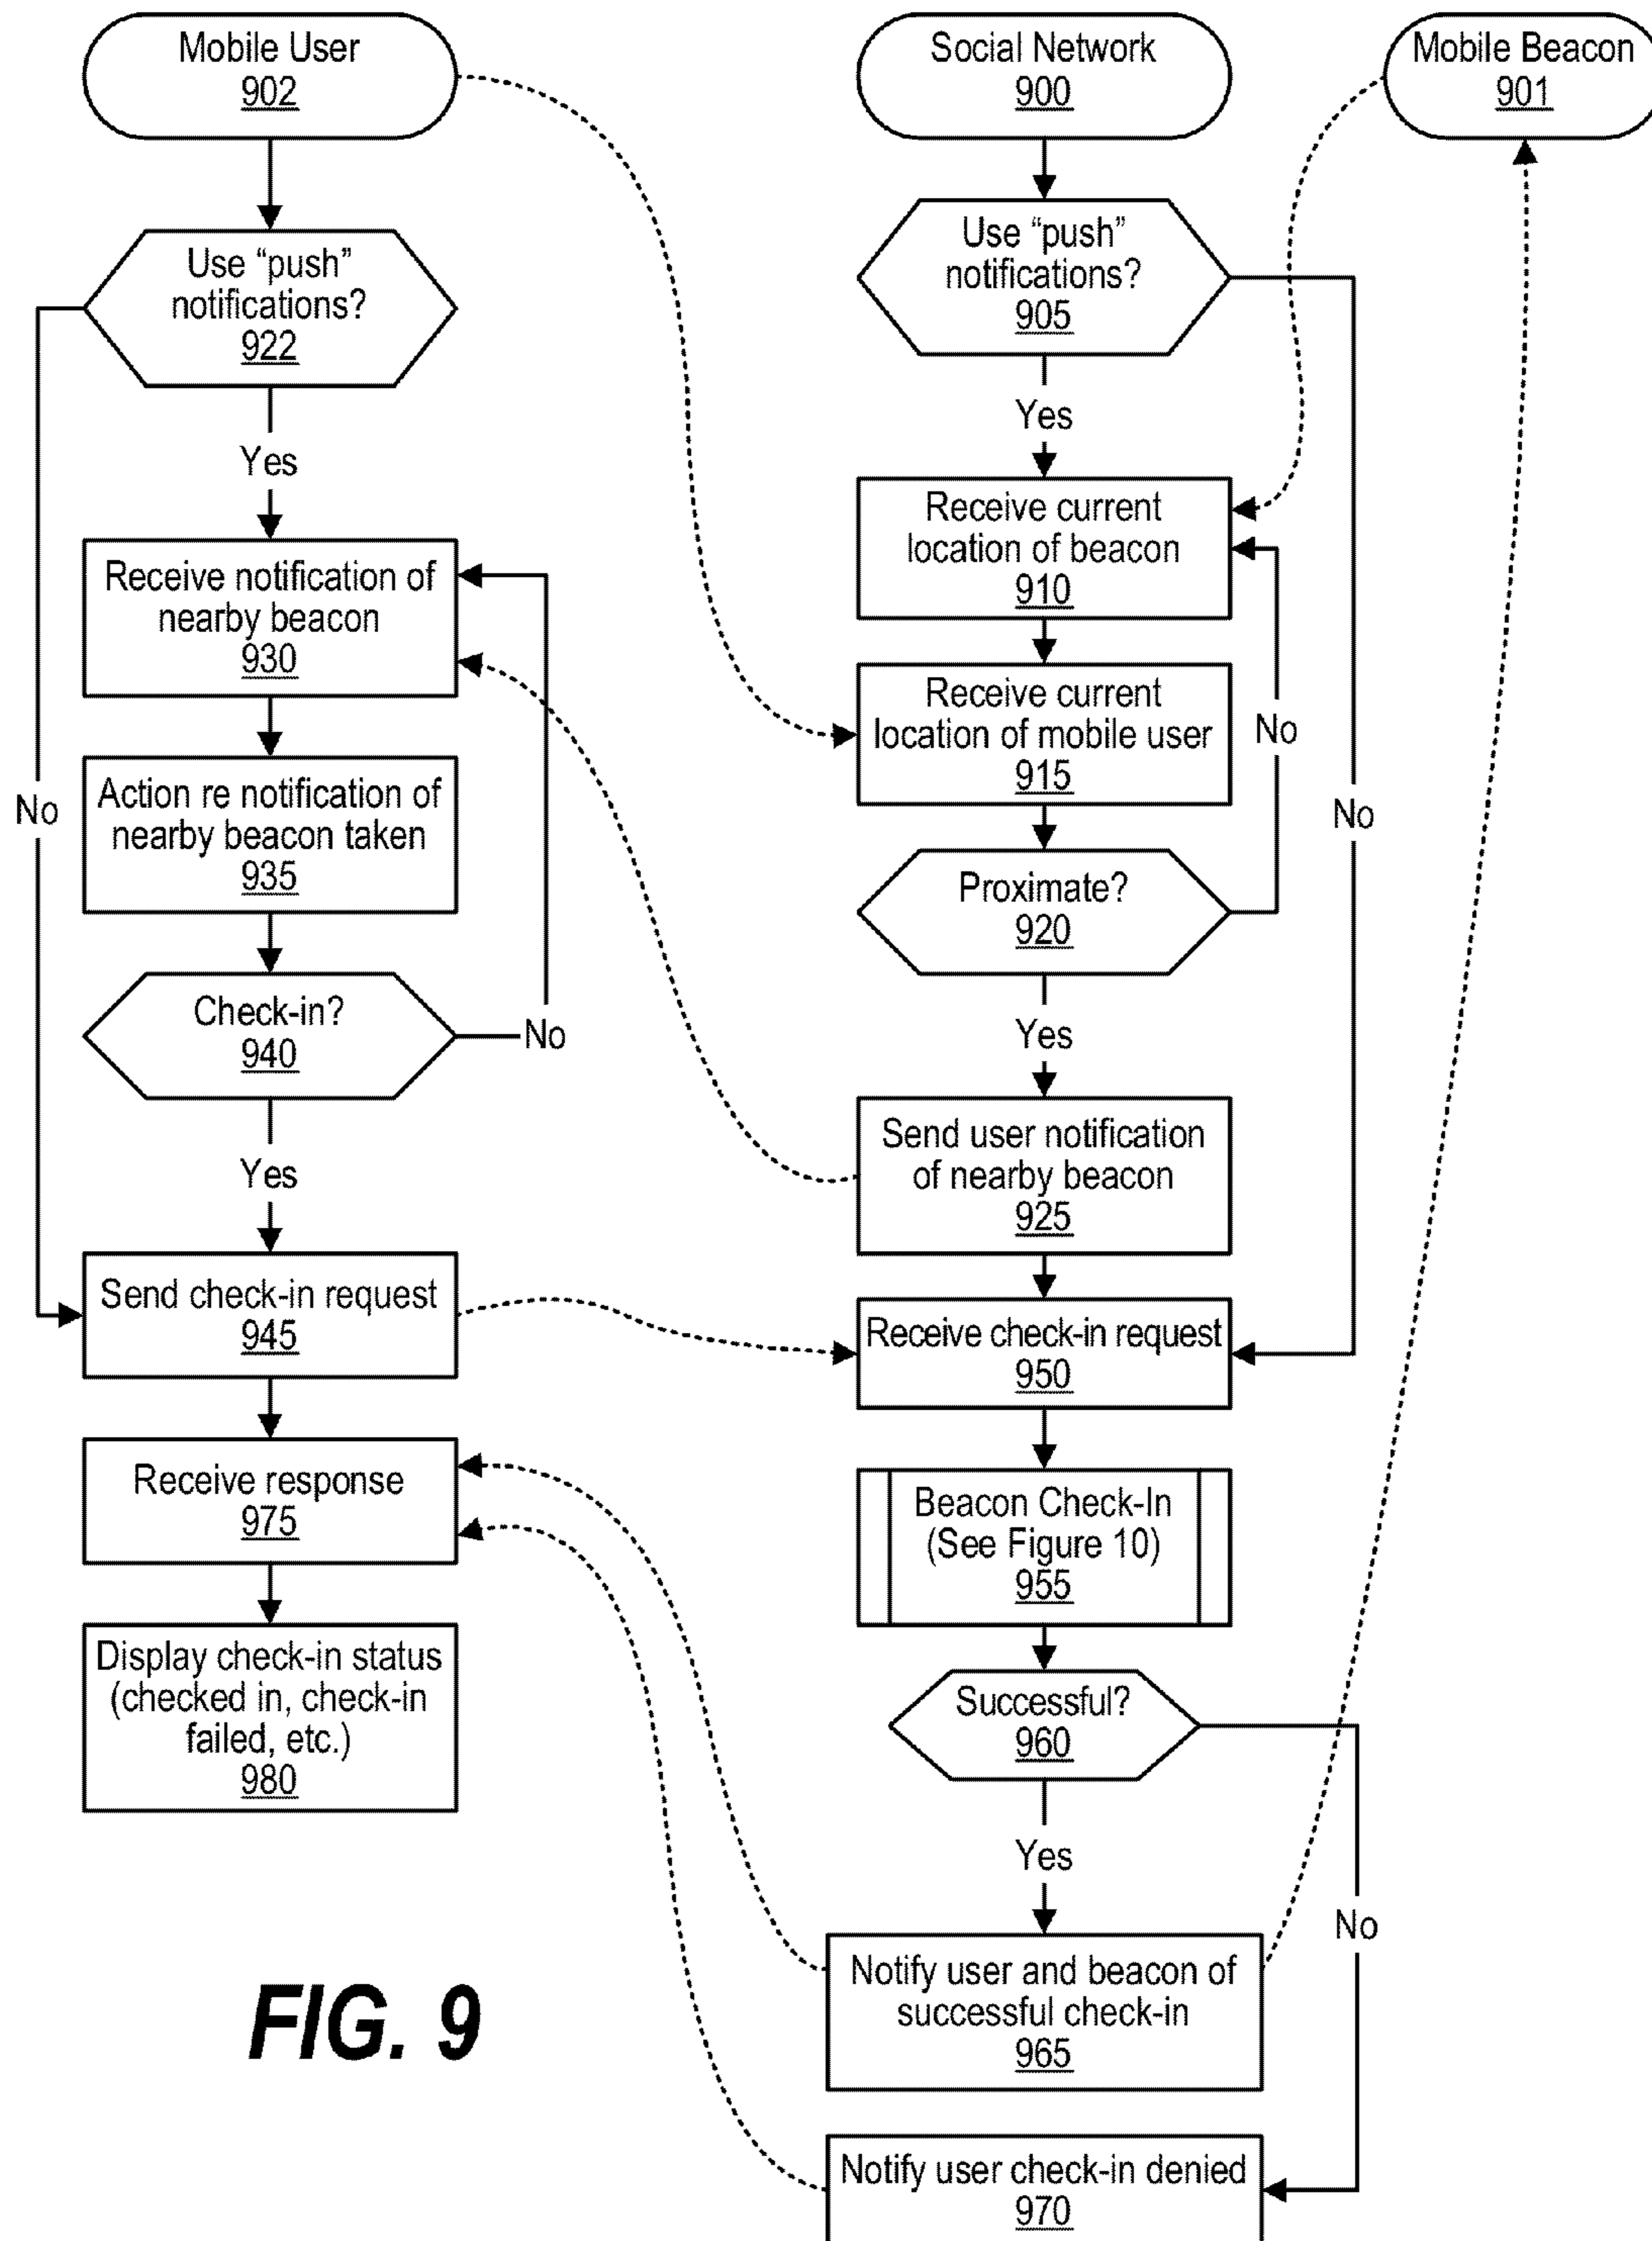 Mobile User
902
Use “push”
notifications?
922
Yes
No
Receive notification of
nearby beacon
930
Action re notification of
nearby beacon taken
935
Check-in?
940
No
Yes
Send check-in request
945
Receive response
975
Display check-in status
(checked in, check-in
failed, etc.)
980
Social Network
900
Use “push”
notifications?
905
Yes
No
Receive current
location of beacon
910
Receive current
location of mobile user
915
No
Proximate?
920
Yes
Send user notification
of nearby beacon
925
Receive check-in request
950
Beacon Check-In
(See Figure 10)
955
Successful?
960
Yes
No
Notify user and beacon of
successful check-in
965
Notify user check-in denied
970
Mobile Beacon
901
FIG. 9